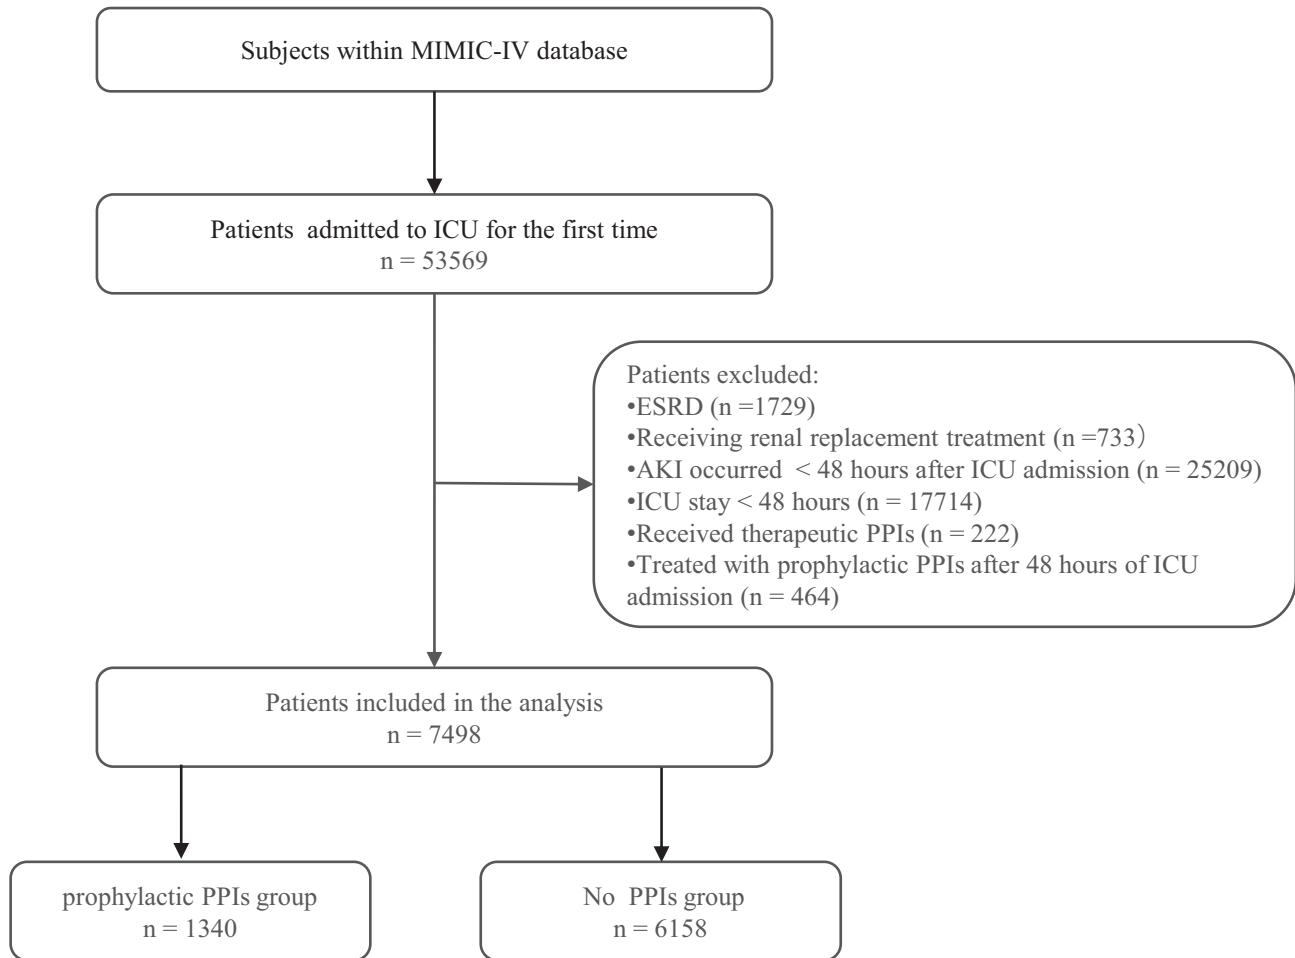 Subjects within MIMIC-IV database
Patients admitted to ICU for the first time
n = 53569
Patients excluded:
•ESRD (n =1729)
•Receiving renal replacement treatment (n =733）
•AKI occurred < 48 hours after ICU admission (n = 25209)
•ICU stay < 48 hours (n = 17714)
•Received therapeutic PPIs (n = 222)
•Treated with prophylactic PPIs after 48 hours of ICU
admission (n = 464)
Patients included in the analysis
n = 7498
prophylactic PPIs group
n = 1340
No PPIs group
n = 6158